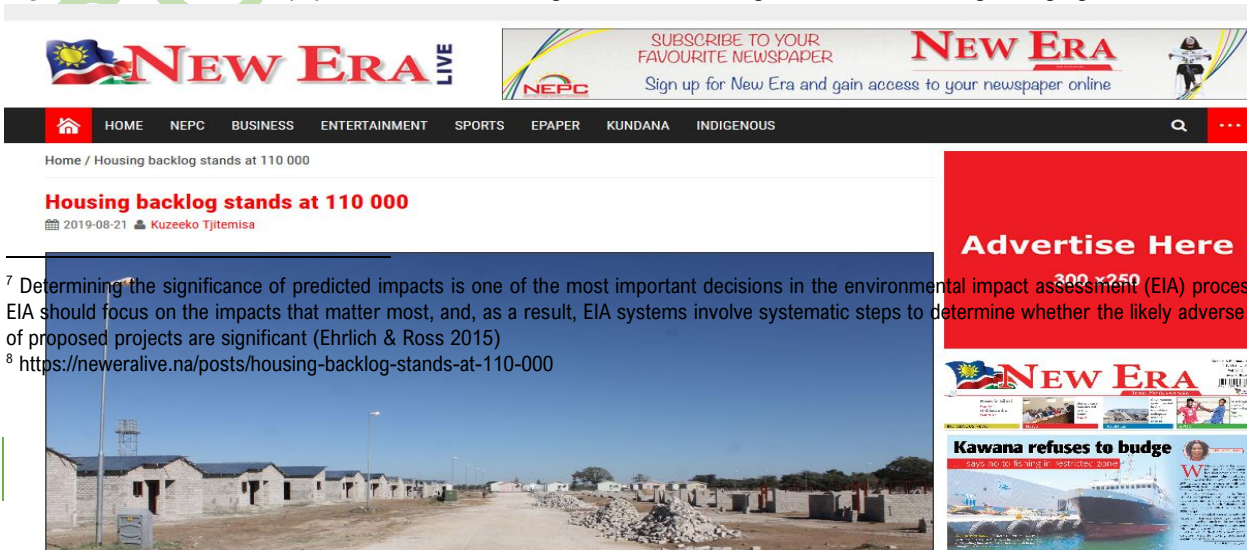 NEW ERA LIVE
SUBSCRIBE TO YOUR
FAVOURITE NEWSPAPER
NEPC
NEW ERA
Sign up for New Era and gain access to your newspaper online
HOME NEPC BUSINESS ENTERTAINMENT SPORTS EPAPER KUNDANA INDIGENOUS
Home / Housing backlog stands at 110 000
Housing backlog stands at 110 000
2019-08-21 Kuzeeko Tjitemisa
Advertise Here
300 x250
7 Determining the significance of predicted impacts is one of the most important decisions in the environmental impact assessment (EIA) proces
EIA should focus on the impacts that matter most, and, as a result, EIA systems involve systematic steps to determine whether the likely adverse
of proposed projects are significant (Ehrlich & Ross 2015)
8 https://neweralive.na/posts/housing-backlog-stands-at-110-000
NEW ERA
Kawana refuses to budge
says no to fishing in restricted zone